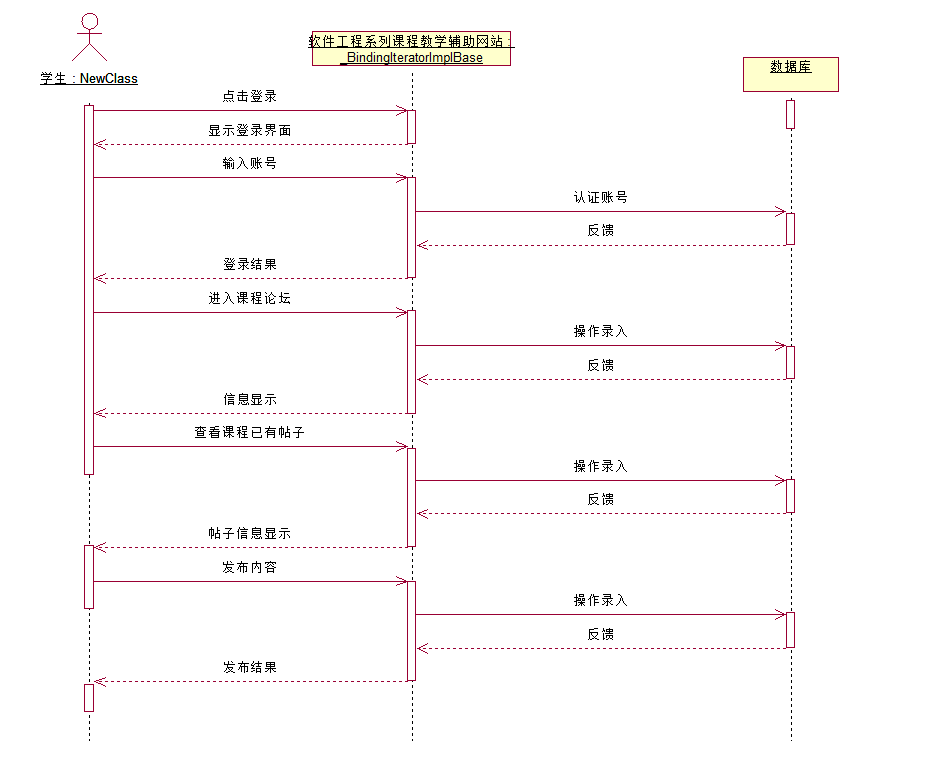 软件工程系列课程教学辅助网站：
_BindingIteratorImplBase
数据库
学生：NewClass
点击登录
显示登录界面
输入账号
认证账号
反馈
登录结果
进入课程论坛
操作录入
反馈
信息显示
查看课程已有帖子
操作录入
反馈
帖子信息显示
发布内容
操作录入
反馈
发布结果